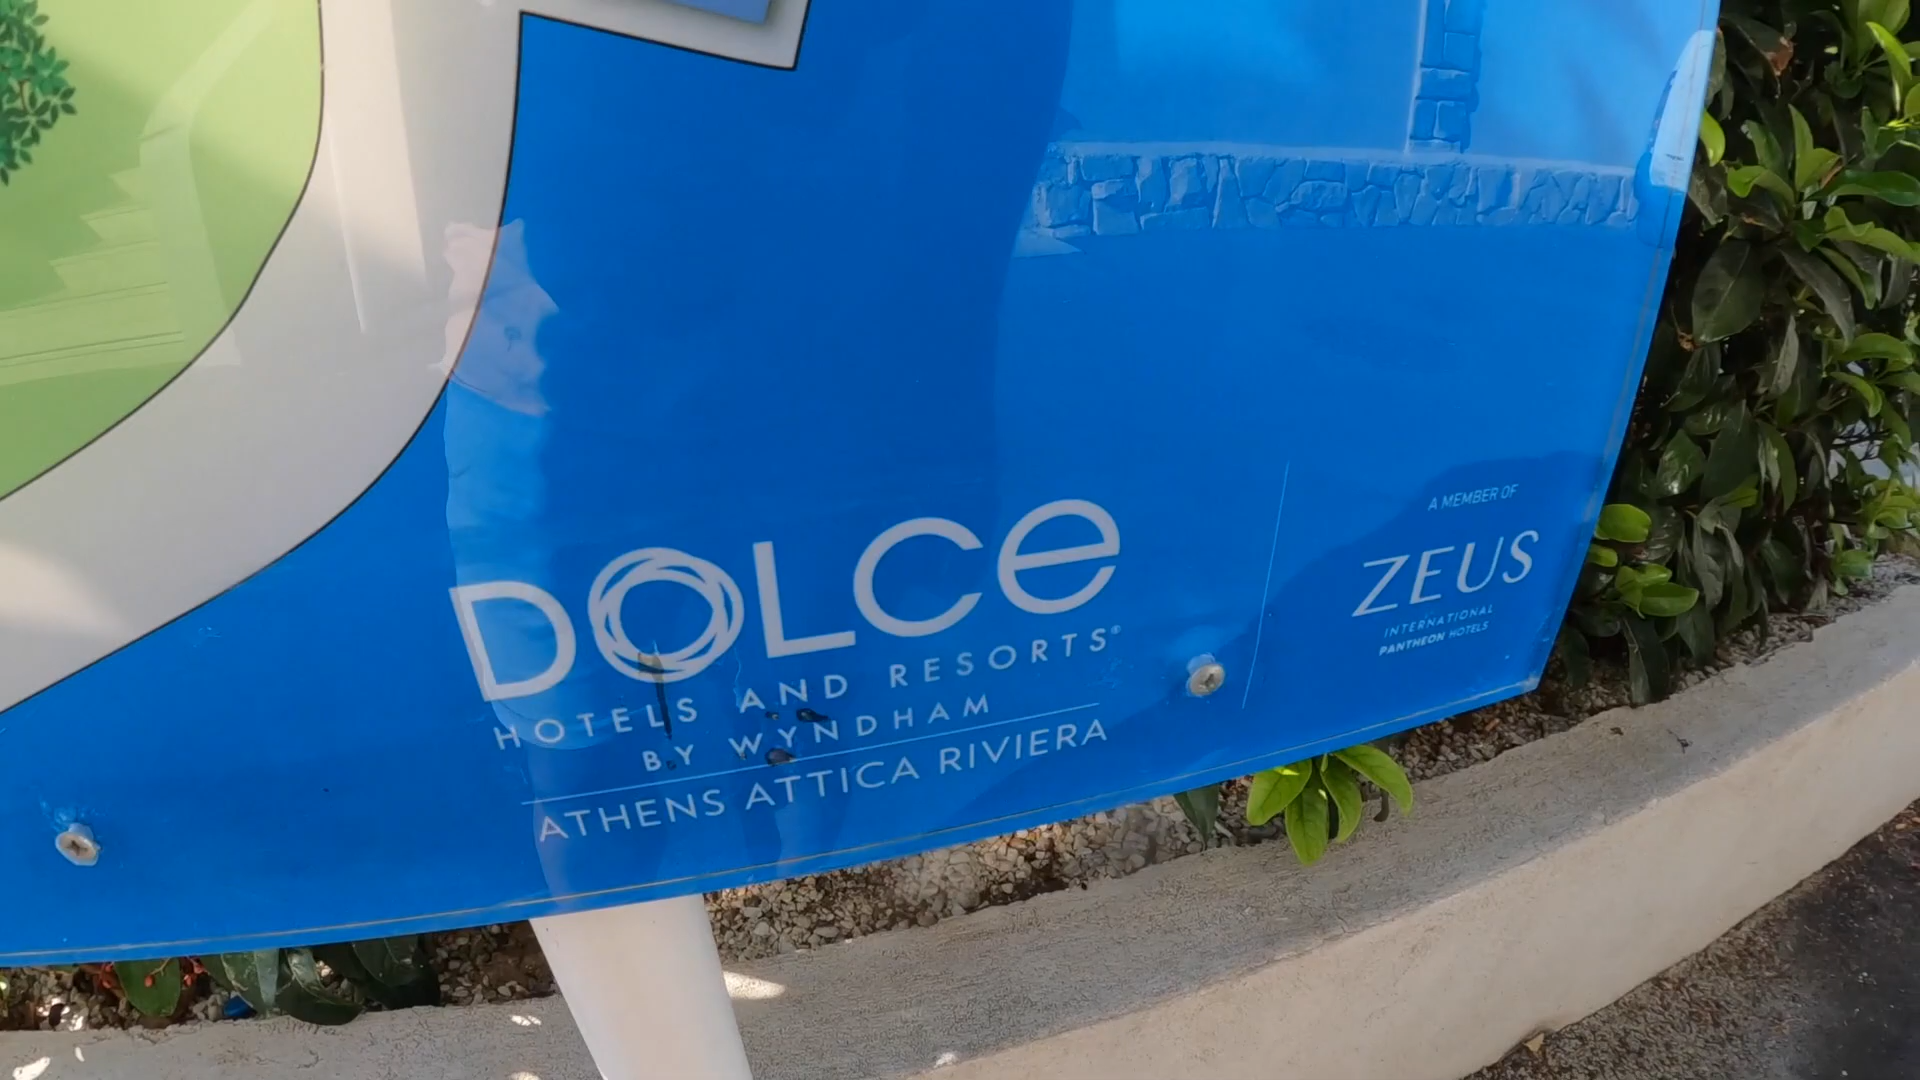 DOLCE
HOTELS AND RESORTS®
BY WYNDHAM
ATHENS ATTICA RIVIERA
A MEMBER OF
ZEUS
INTERNATIONAL
PANTHEON HOTELS